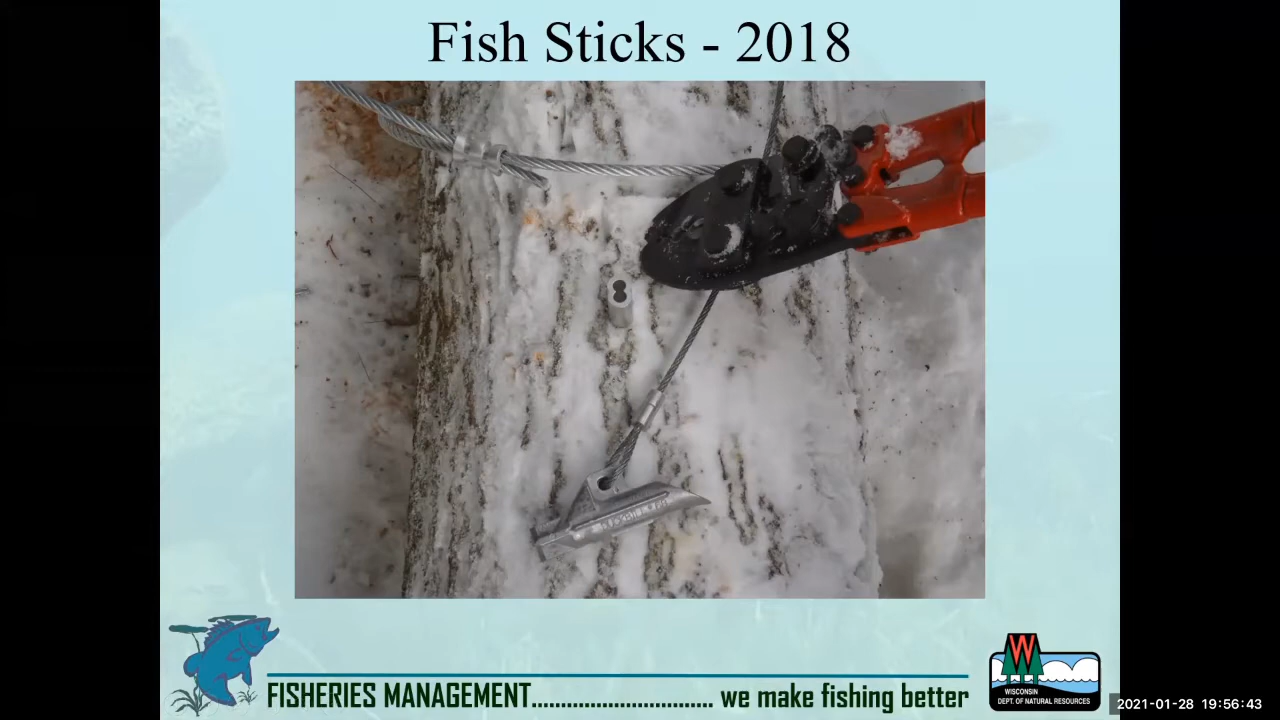 Fish Sticks - 2018
DUCKBILL
FISHERIES MANAGEMENT............................... we make fishing better
W
WISCONSIN
DEPT. OF NATURAL RESOURCES
2021-01-28 19:56:43